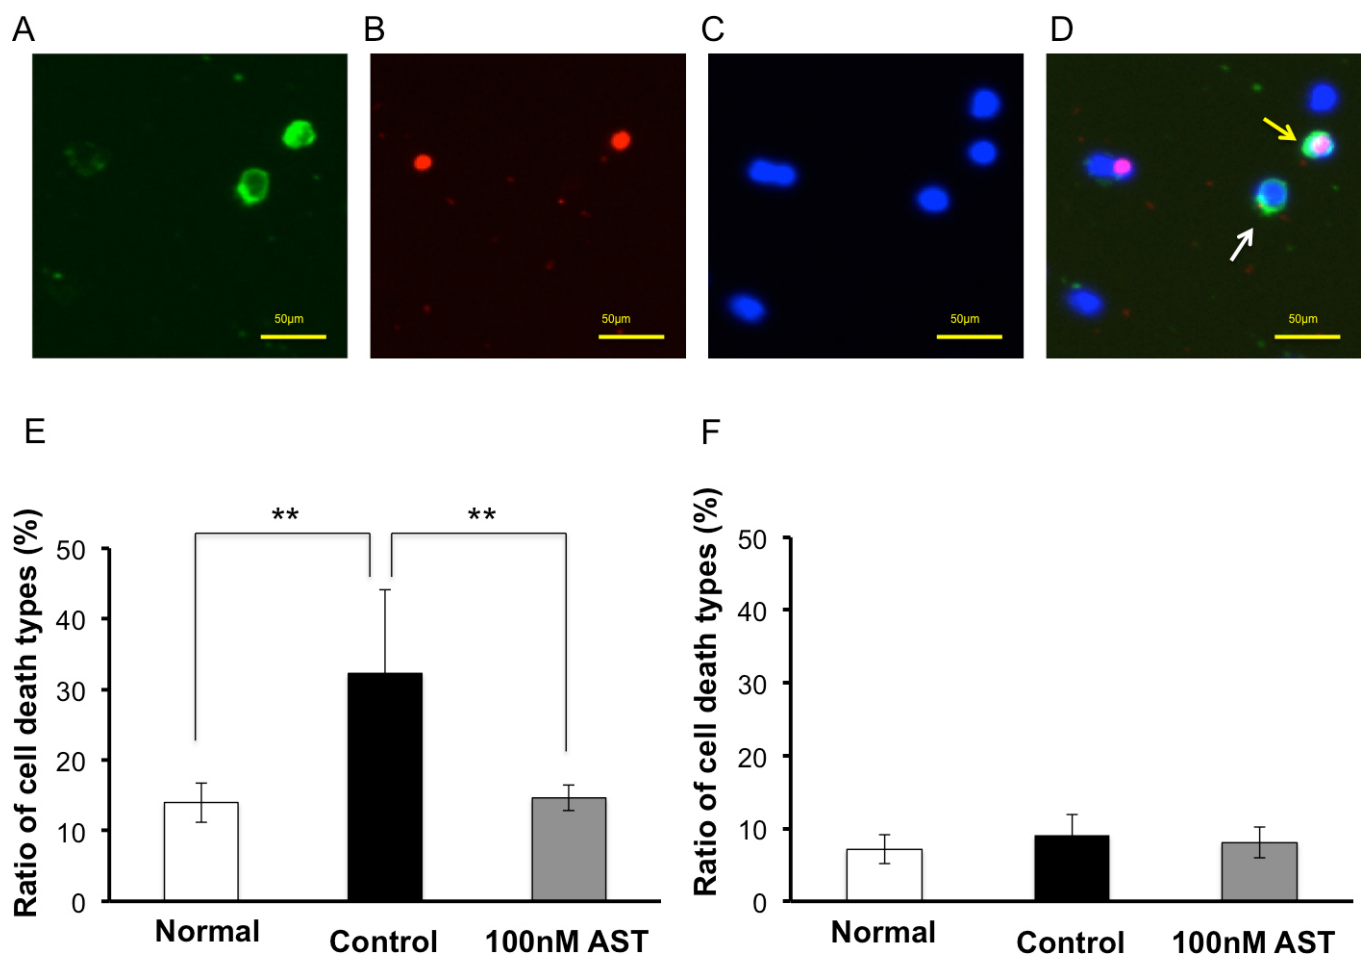 A
B
C
D
50µm
50µm
50µm
50µm
E
F
** **
Ratio of cell death types (%)
50
40
30
20
10
0
Normal
Control
100nM AST
Ratio of cell death types (%)
50
40
30
20
10
0
Normal
Control
100nM AST